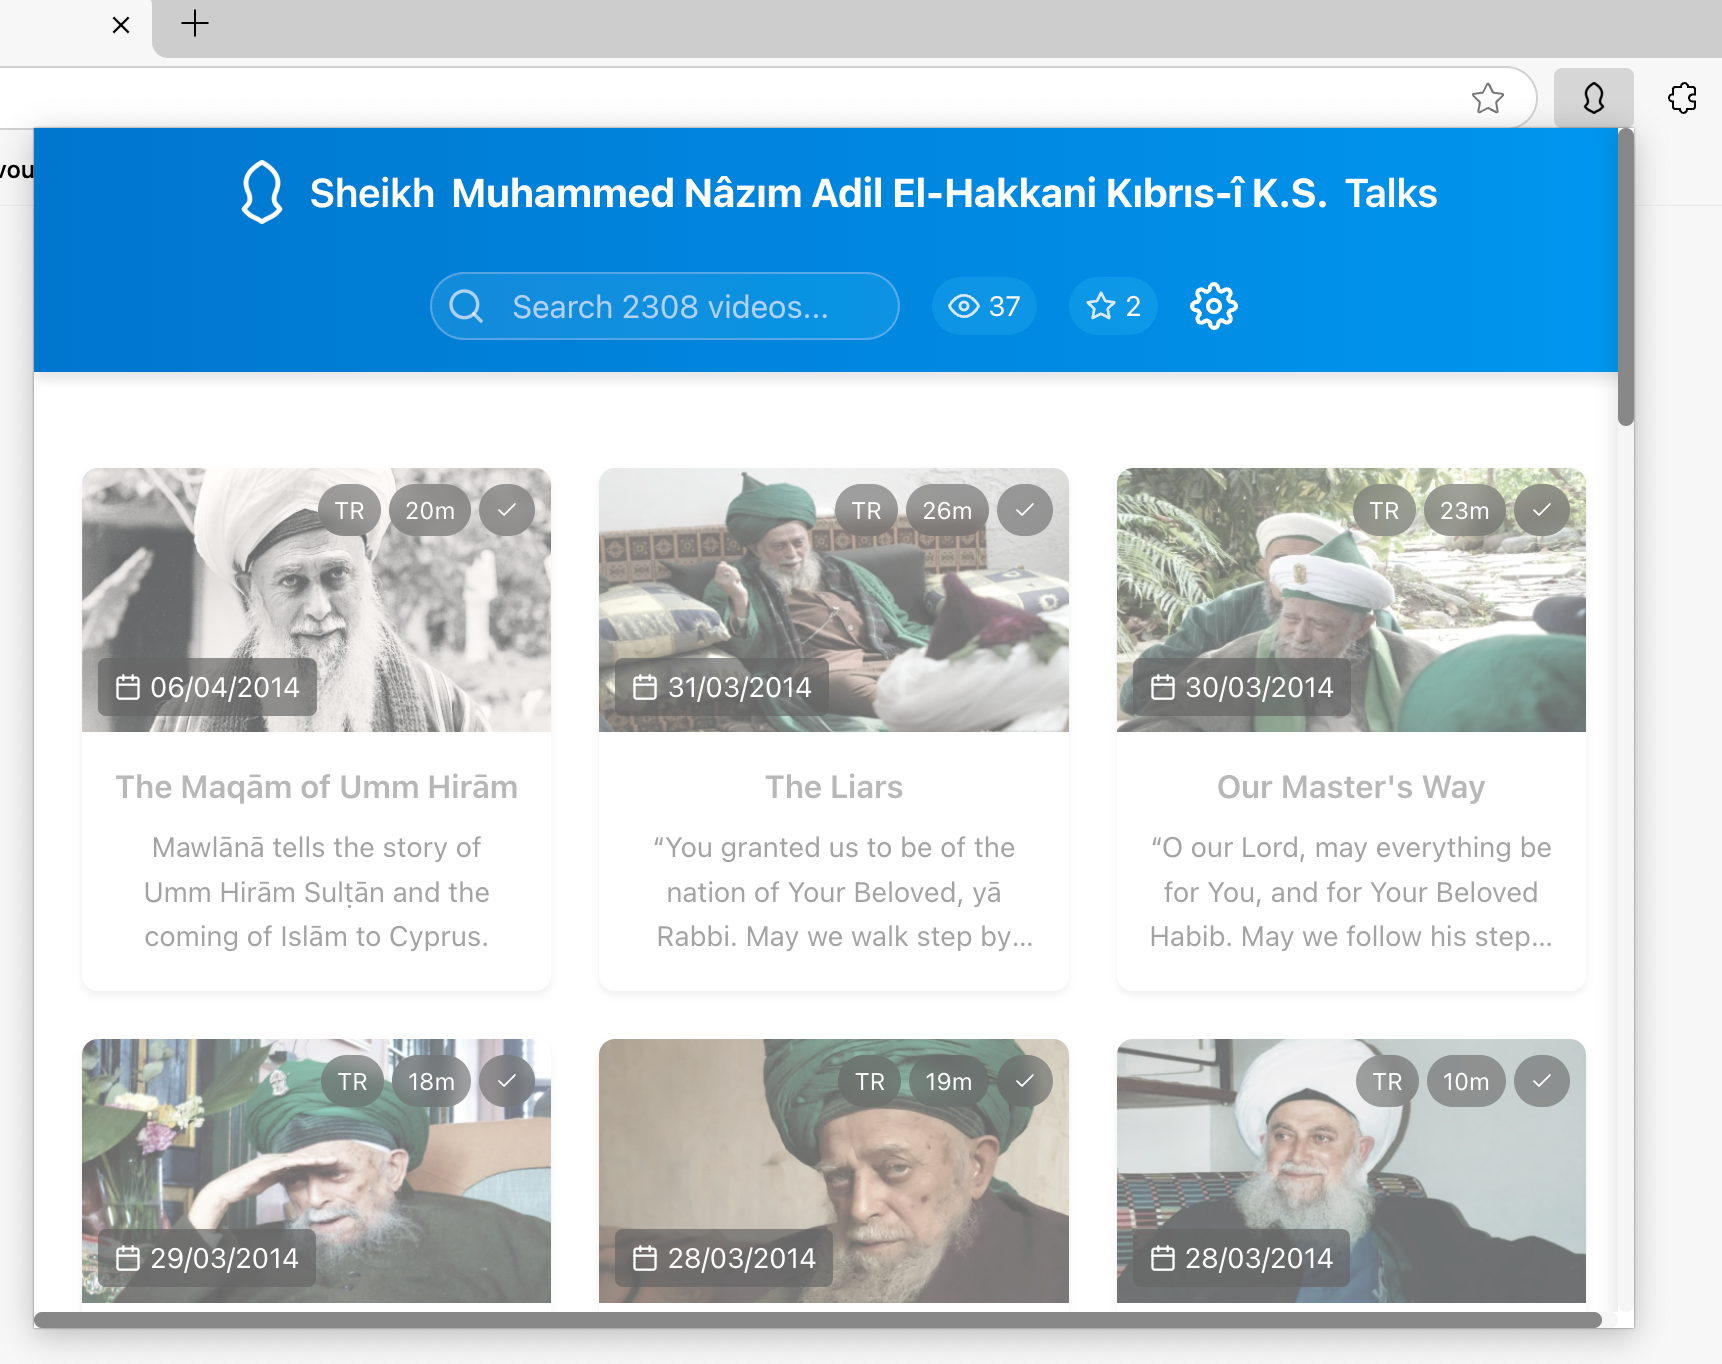 vou
Sheikh Muhammed Nâzım Adil El-Hakkani Kıbrıs-î K.S. Talks
Search 2308 videos...
37
2
TR 20m
06/04/2014
The Maqām of Umm Hirām
Mawlānā tells the story of
Umm Hirām Sulṭān and the
coming of Islām to Cyprus.
TR 26m
31/03/2014
The Liars
“You granted us to be of the
nation of Your Beloved, yā
Rabbi. May we walk step by...
TR 23m
30/03/2014
Our Master's Way
“O our Lord, may everything be
for You, and for Your Beloved
Habib. May we follow his step...
TR 18m
29/03/2014
TR 19m
28/03/2014
TR 10m
28/03/2014